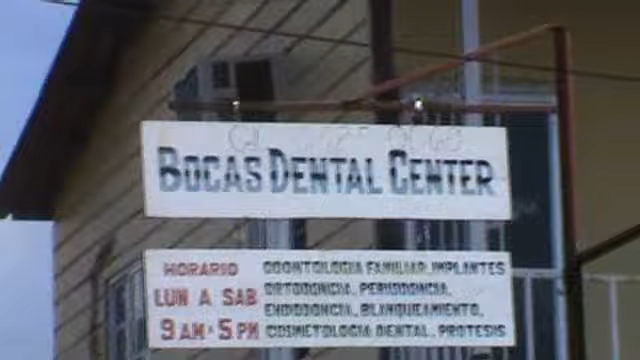 BOCAS DENTAL CENTER
HORARIO
LUN A SAB
9 AM A 5 PM
ODONTOLOGIA FAMILIAR, IMPLANTES
ORTODONCIA, PERIODONCIA,
ENDODONCIA, BLANQUEAMIENTO,
COSMETOLOGIA DENTAL, PROTESIS